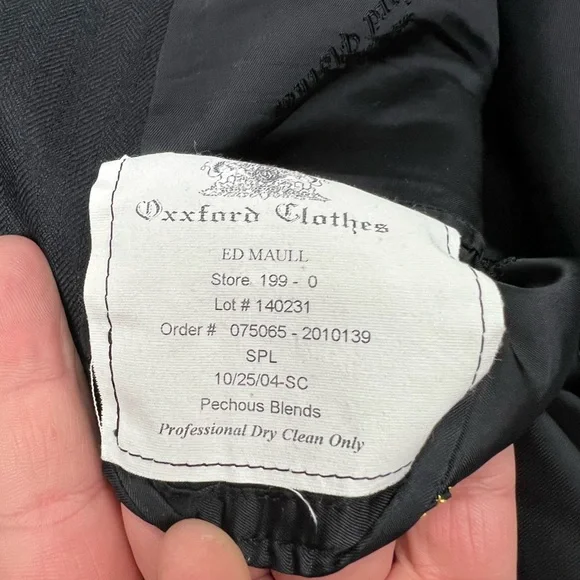 Oxxford Clothes
ED MAULL
Store 199 - 0
Lot # 140231
Order # 075065 - 2010139
SPL
10/25/04-SC
Pechous Blends
Professional Dry Clean Only